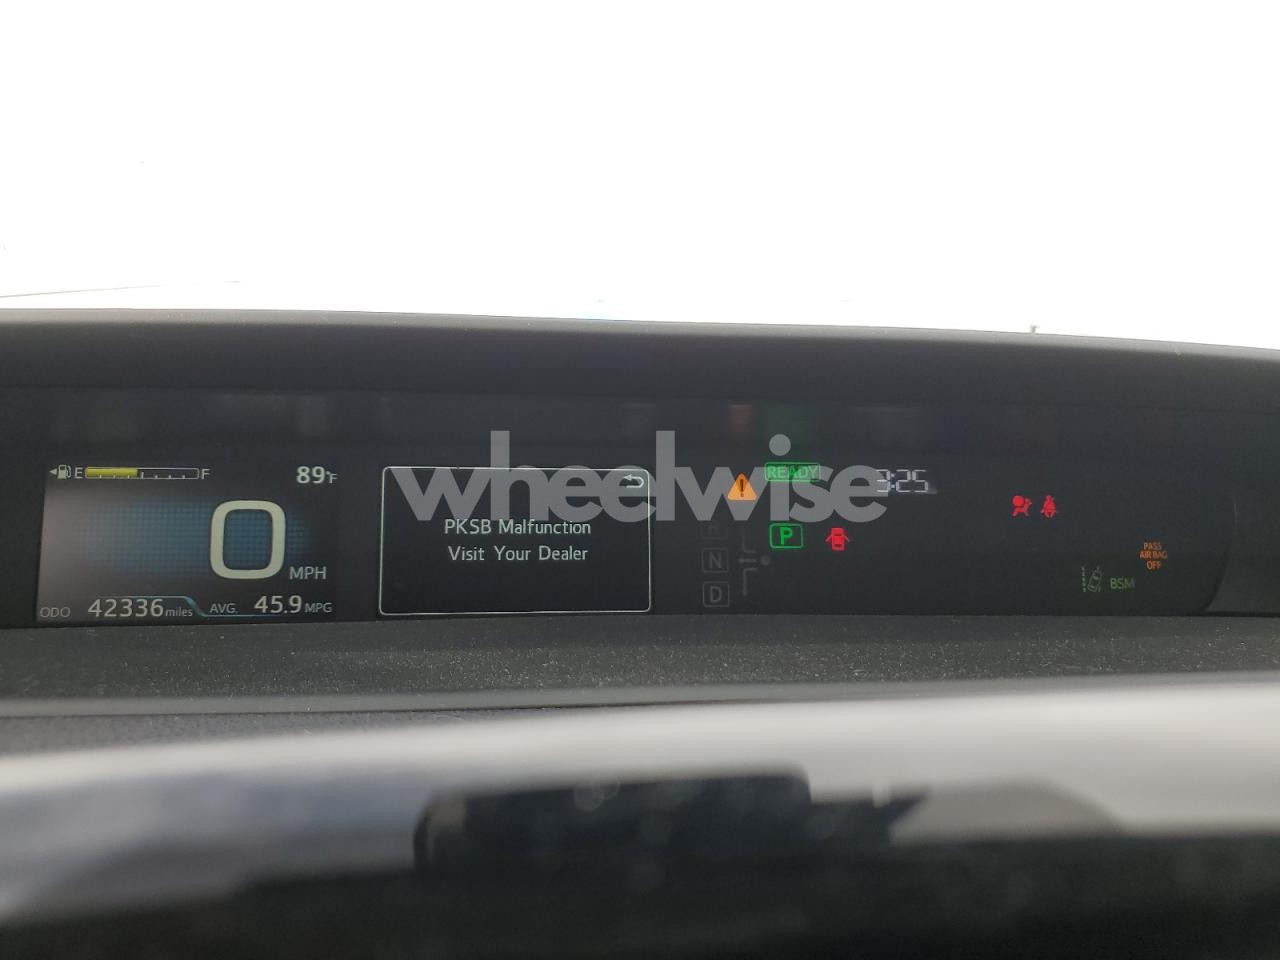 E F 89°F
0 MPH
ODO 42336 miles AVG. 45.9 MPG
PKSB Malfunction
Visit Your Dealer
wheelwise
READY 3:25
R
P
N
D
PASS
AIR BAG
OFF
BSM